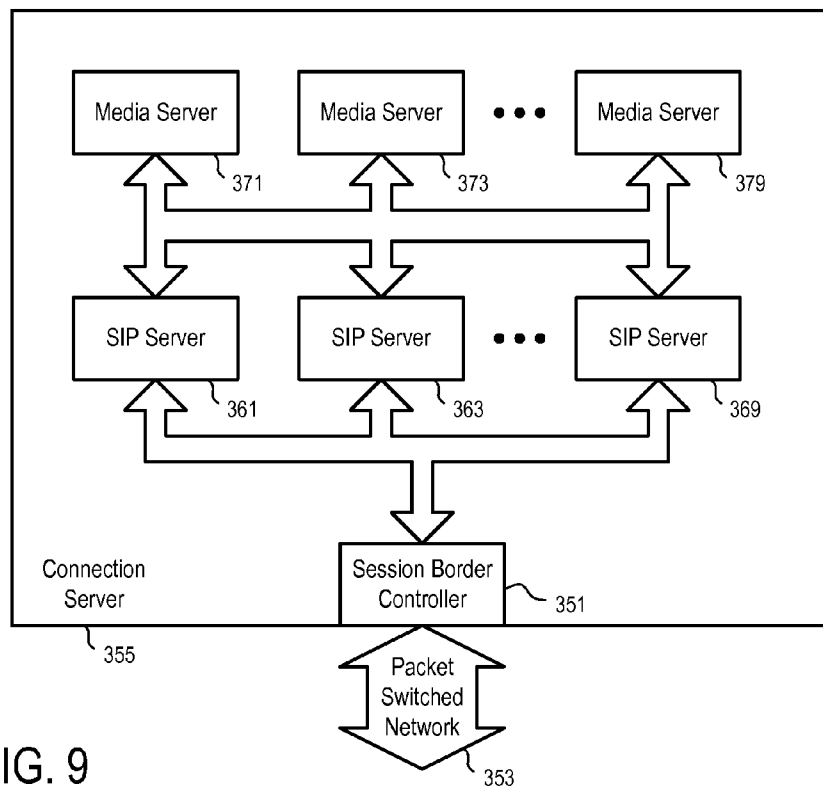 Media Server
Media Server
Media Server
371
373
379
SIP Server
SIP Server
SIP Server
361
363
369
Connection
Server
Session Border
Controller
351
355
Packet
Switched
Network
353
IG. 9